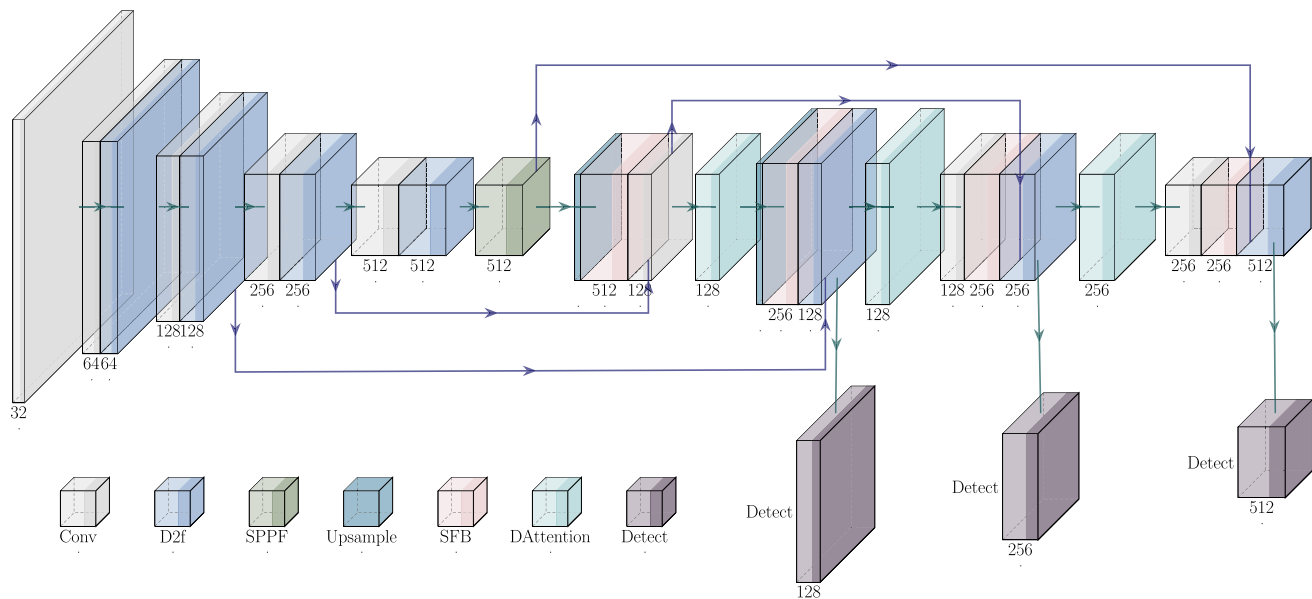 512 512 512
256 256 512 128 128 128 256 256 256 256 256 512
256 128 128
128128
6464
32
Detect
Detect
Detect
512
256
128
Conv D2f SPPF Upsample SFB DAttention Detect